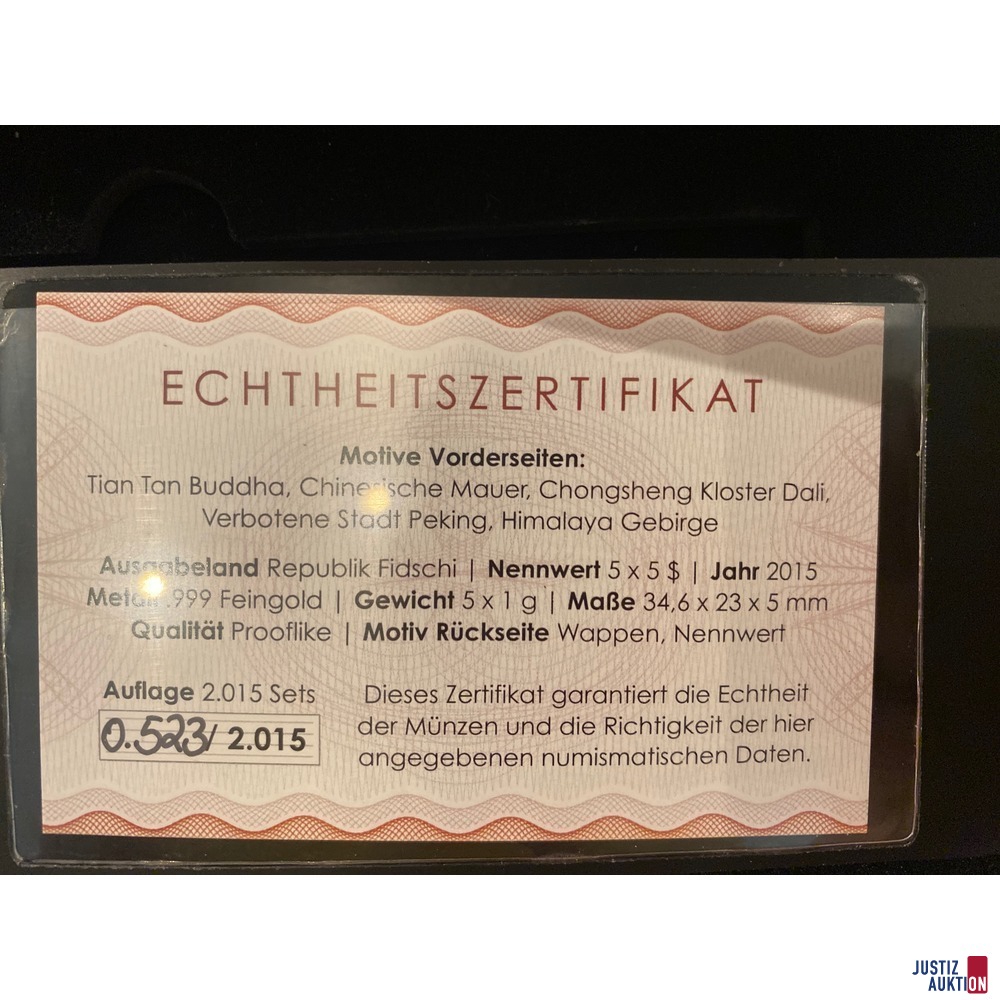 ECHTHEITSZERTIFIKAT
Motive Vorderseiten:
Tian Tan Buddha, Chinesische Mauer, Chongsheng Kloster Dali,
Verbotene Stadt Peking, Himalaya Gebirge
Ausgabeland Republik Fidschi | Nennwert 5 x 5 $ | Jahr 2015
Metall .999 Feingold | Gewicht 5 x 1 g | Maße 34,6 x 23 x 5 mm
Qualität Prooflike | Motiv Rückseite Wappen, Nennwert
Auflage 2.015 Sets
0.523/ 2.015
Dieses Zertifikat garantiert die Echtheit
der Münzen und die Richtigkeit der hier
angegebenen numismatischen Daten.
JUSTIZ
AUKTION